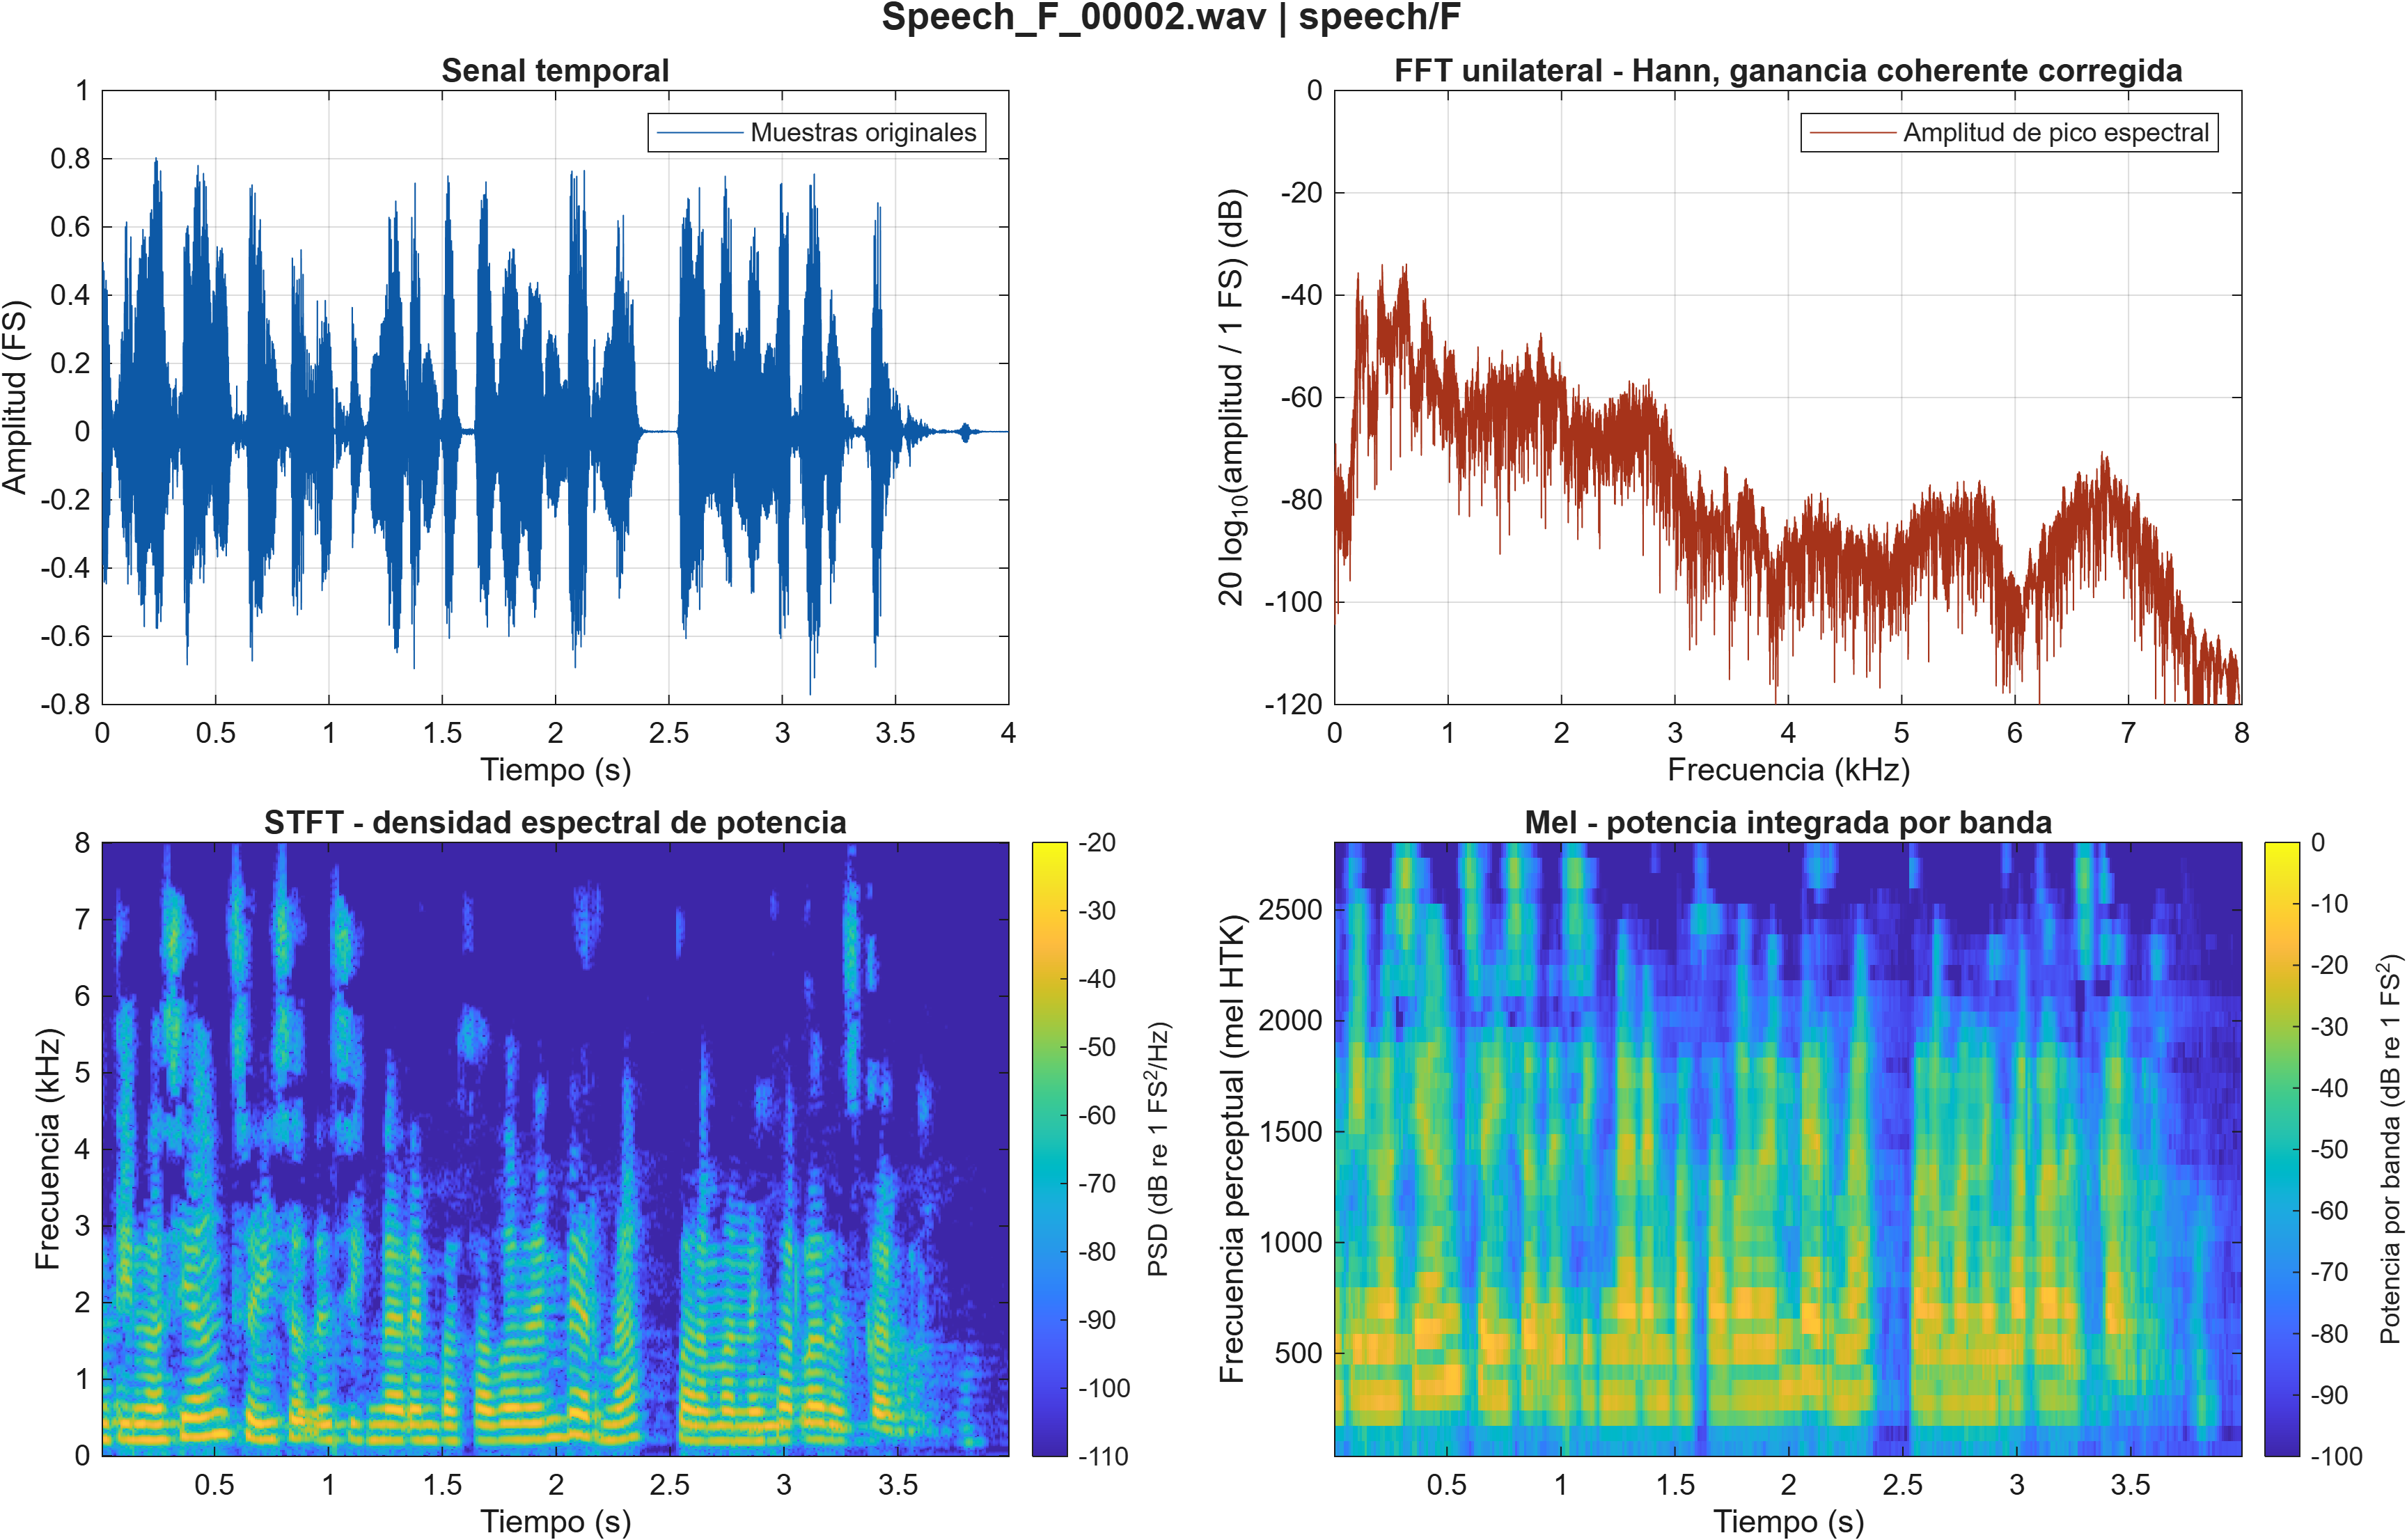 Speech_F_00002.wav | speech/F
Senal temporal
1
0.8
0.6
0.4
0.2
0
-0.2
-0.4
-0.6
-0.8
Amplitud (FS)
Muestras originales
0 0.5 1 1.5 2 2.5 3 3.5 4
Tiempo (s)
FFT unilateral - Hann, ganancia coherente corregida
0
-20
-40
-60
-80
-100
-120
20 log10(amplitud / 1 FS) (dB)
Amplitud de pico espectral
0 1 2 3 4 5 6 7 8
Frecuencia (kHz)
STFT - densidad espectral de potencia
8
7
6
5
4
3
2
1
0
Frecuencia (kHz)
0.5 1 1.5 2 2.5 3 3.5
Tiempo (s)
-20
-30
-40
-50
-60
-70
-80
-90
-100
-110
PSD (dB re 1 FS2/Hz)
Mel - potencia integrada por banda
2500
2000
1500
1000
500
Frecuencia perceptual (mel HTK)
0.5 1 1.5 2 2.5 3 3.5
Tiempo (s)
0
-10
-20
-30
-40
-50
-60
-70
-80
-90
-100
Potencia por banda (dB re 1 FS2)